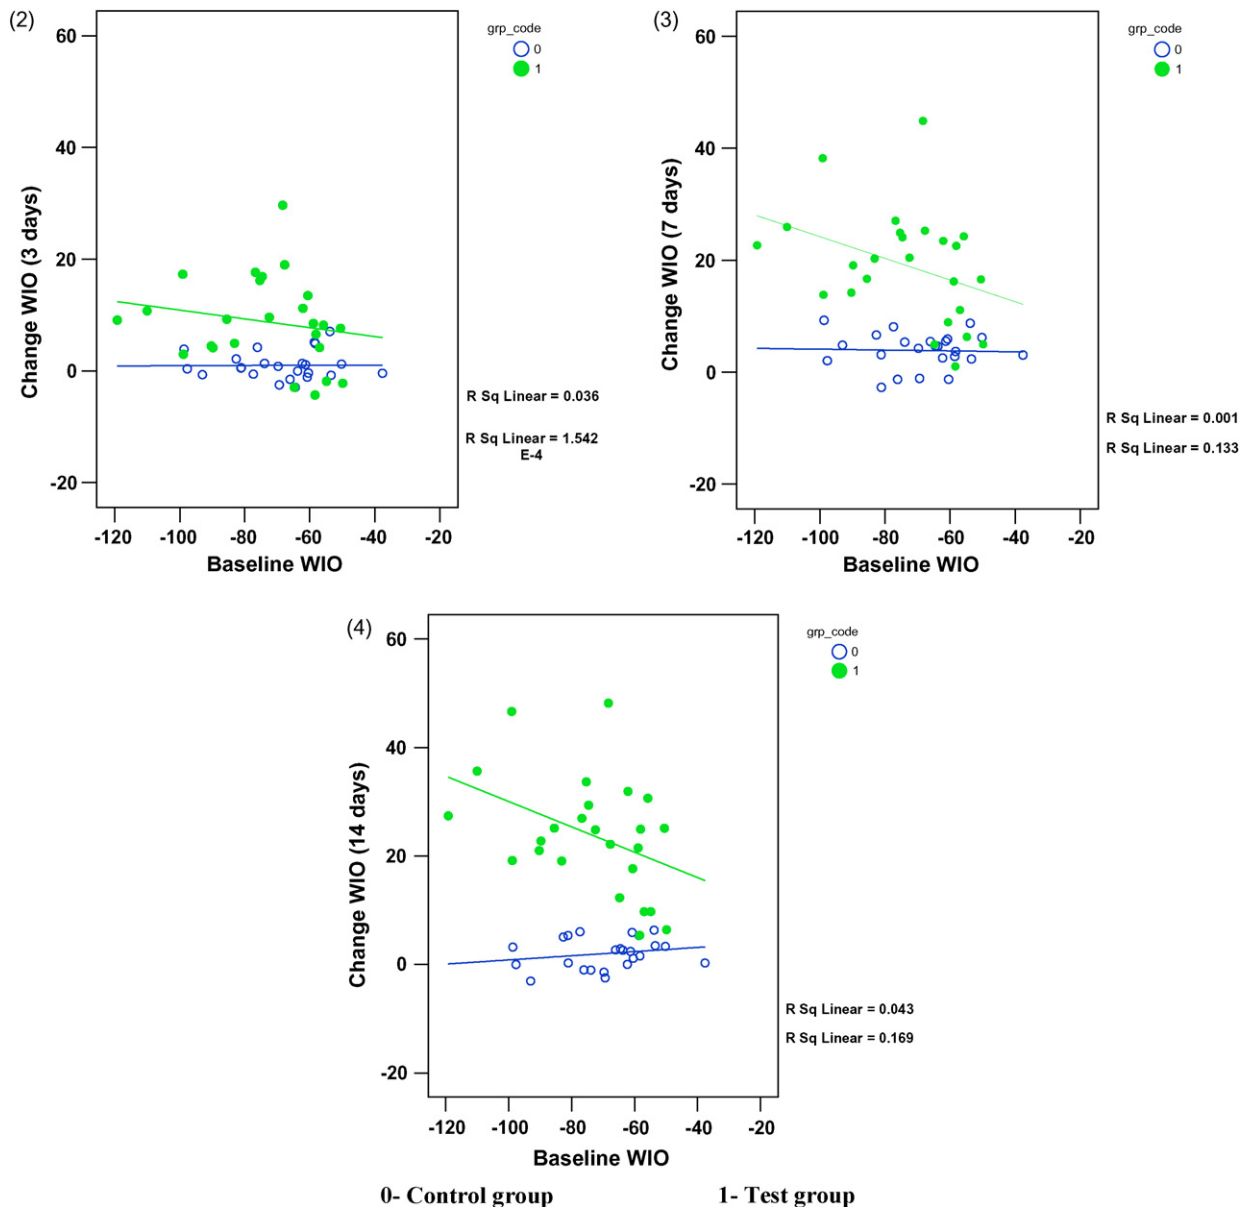 (2)
grp_code
0
1
60
40
20
0
-20
Change WIO (3 days)
R Sq Linear = 0.036
R Sq Linear = 1.542
E-4
-120 -100 -80 -60 -40 -20
Baseline WIO
(3)
grp_code
0
1
60
40
20
0
-20
Change WIO (7 days)
R Sq Linear = 0.001
R Sq Linear = 0.133
-120 -100 -80 -60 -40 -20
Baseline WIO
(4)
grp_code
0
1
60
40
20
0
-20
Change WIO (14 days)
R Sq Linear = 0.043
R Sq Linear = 0.169
-120 -100 -80 -60 -40 -20
Baseline WIO
0- Control group 1- Test group